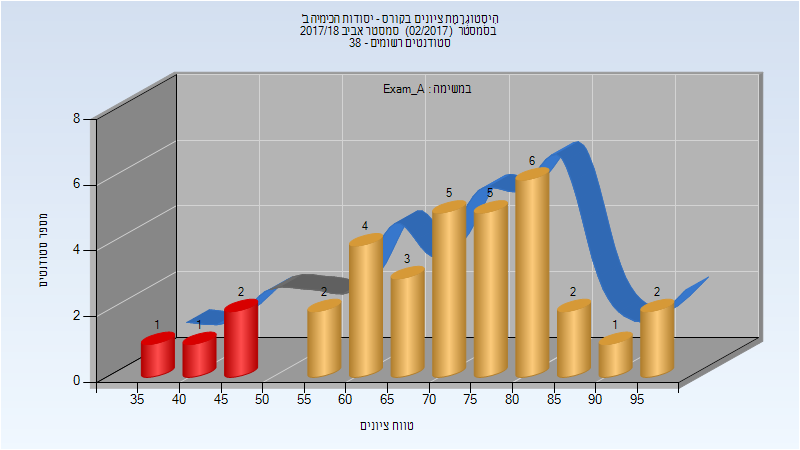 היסטוגרמת ציונים בקורס - יסודות הכימיה ב'
בסמסטר (02/2017) סמסטר אביב 2017/18
סטודנטים רשומים - 38
במשימה : Exam_A
8
6
4
2
0
מספר סטודנטים
1
1
2
2
4
3
5
5
6
2
1
2
35 40 45 50 55 60 65 70 75 80 85 90 95
טווח ציונים